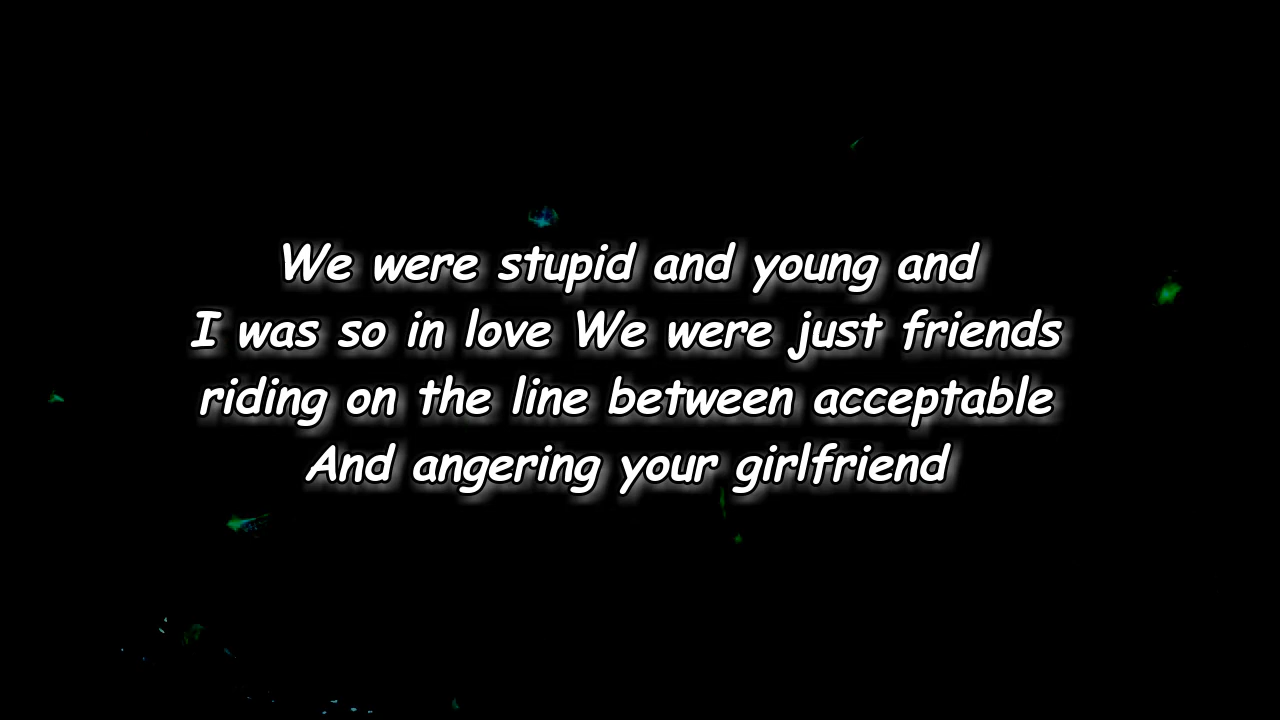 We were stupid and young and
I was so in love We were just friends
riding on the line between acceptable
And angering your girlfriend